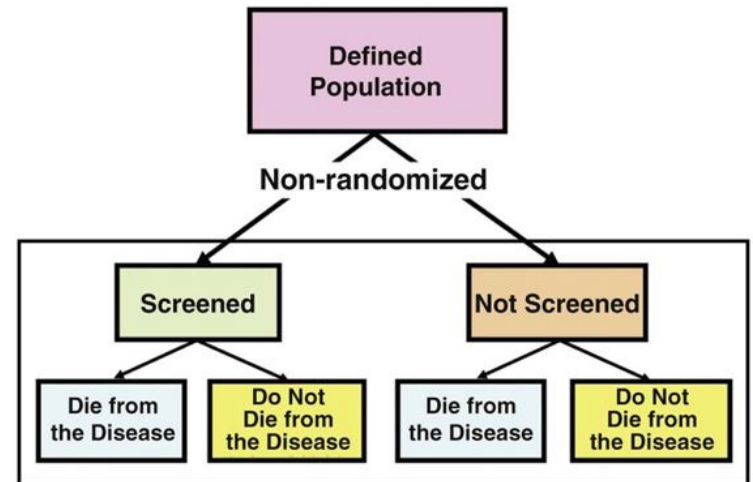 Defined
Population
Non-randomized
Screened
Not Screened
Die from
the Disease
Do Not
Die from
the Disease
Die from
the Disease
Do Not
Die from
the Disease